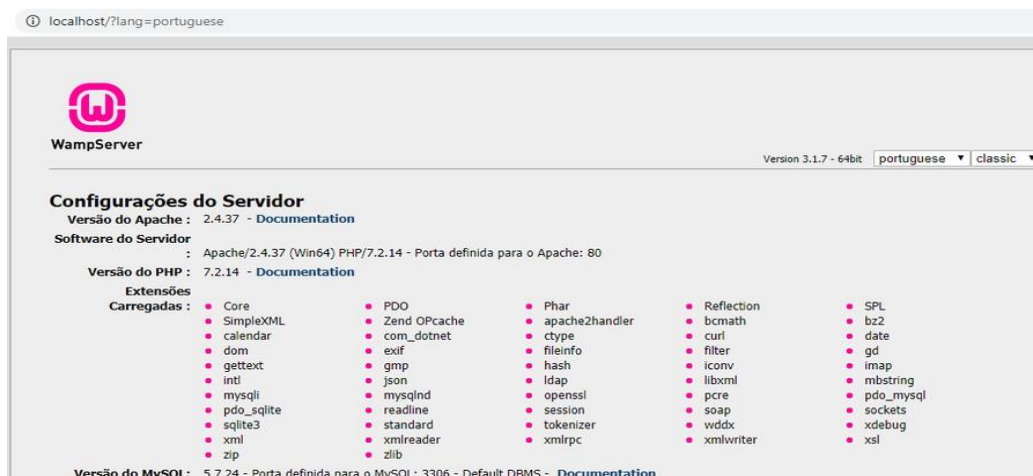 localhost/?lang=portuguese
WampServer
Version 3.1.7 - 64bit portuguese classic
Configurações do Servidor
Versão do Apache : 2.4.37 - Documentation
Software do Servidor
: Apache/2.4.37 (Win64) PHP/7.2.14 - Porta definida para o Apache: 80
Versão do PHP : 7.2.14 - Documentation
Extensões
Carregadas : Core PDO Phar Reflection SPL
SimpleXML Zend OPcache apache2handler bcmath bz2
calendar com_dotnet ctype curl date
dom exif fileinfo filter gd
gettext gmp hash iconv imap
intl json ldap libxml mbstring
mysqli mysqlnd openssl pcre pdo_mysql
pdo_sqlite readline session soap sockets
sqlite3 standard tokenizer wddx xdebug
xml xmlreader xmlrpc xmlwriter xsl
zip zlib
Versão do MySQL : 5.7.24 - Porta definida para o MySQL: 3306 - Default DBMS - Documentation